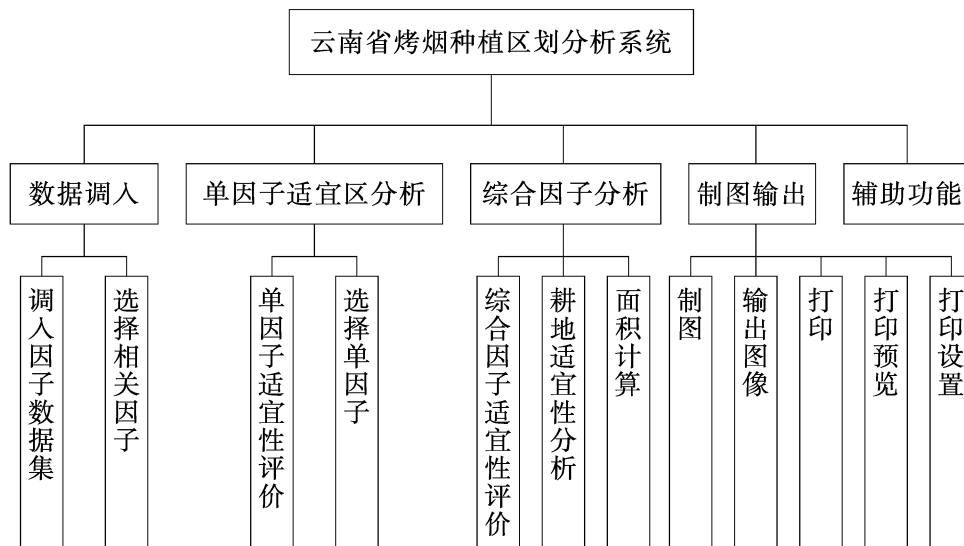 云南省烤烟种植区划分析系统
数据调入
单因子适宜区分析
综合因子分析
制图输出
辅助功能
调入因子数据集
选择相关因子
单因子适宜性评价
选择单因子
综合因子适宜性评价
耕地适宜性分析
面积计算
制图
输出图像
打印
打印预览
打印设置